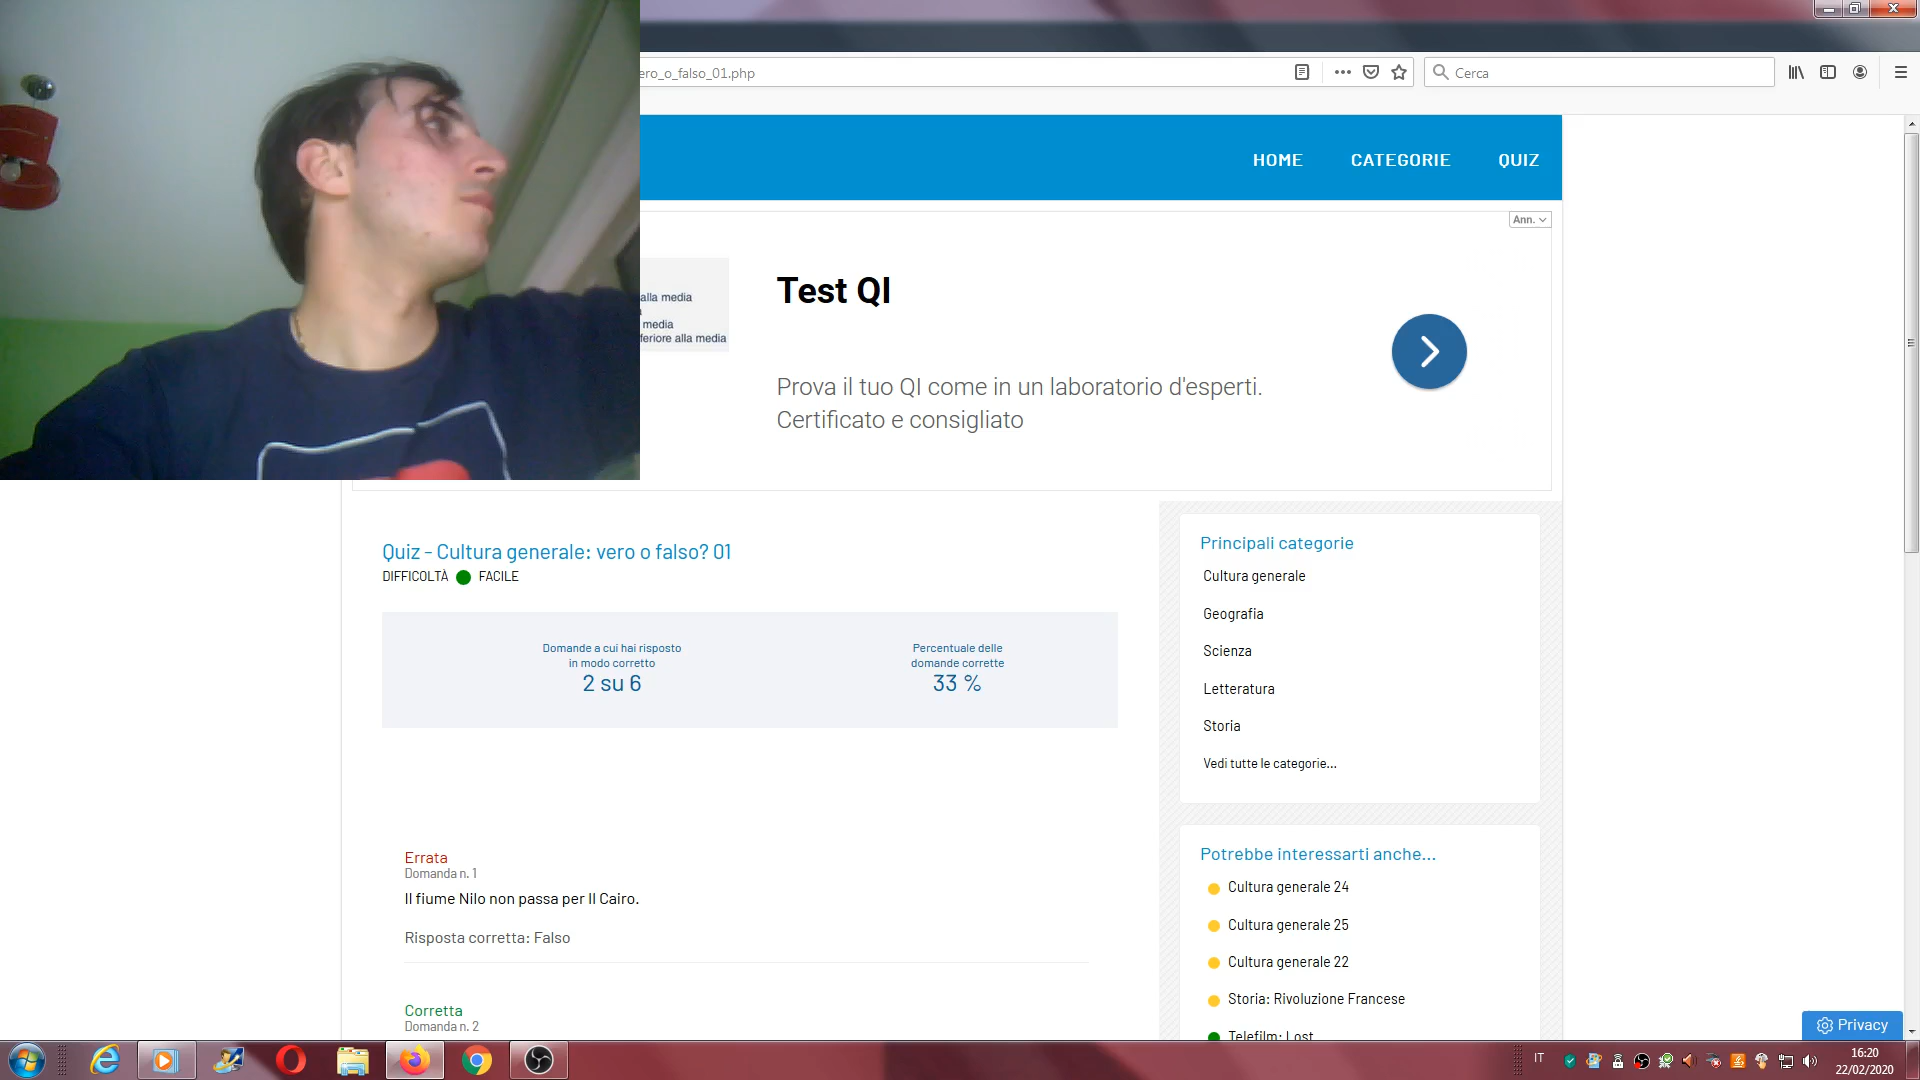 ero_o_falso_01.php
Cerca
HOME CATEGORIE QUIZ
Ann.
alla media
media
feriore alla media
Test QI
Prova il tuo QI come in un laboratorio d'esperti.
Certificato e consigliato
Quiz - Cultura generale: vero o falso? 01
DIFFICOLTÀ FACILE
Domande a cui hai risposto
in modo corretto
2 su 6
Percentuale delle
domande corrette
33 %
Errata
Domanda n. 1
Il fiume Nilo non passa per Il Cairo.
Risposta corretta: Falso
Corretta
Domanda n. 2
Principali categorie
Cultura generale
Geografia
Scienza
Letteratura
Storia
Vedi tutte le categorie...
Potrebbe interessarti anche...
Cultura generale 24
Cultura generale 25
Cultura generale 22
Storia: Rivoluzione Francese
Telefilm: Lost
Privacy
IT
16:20
22/02/2020